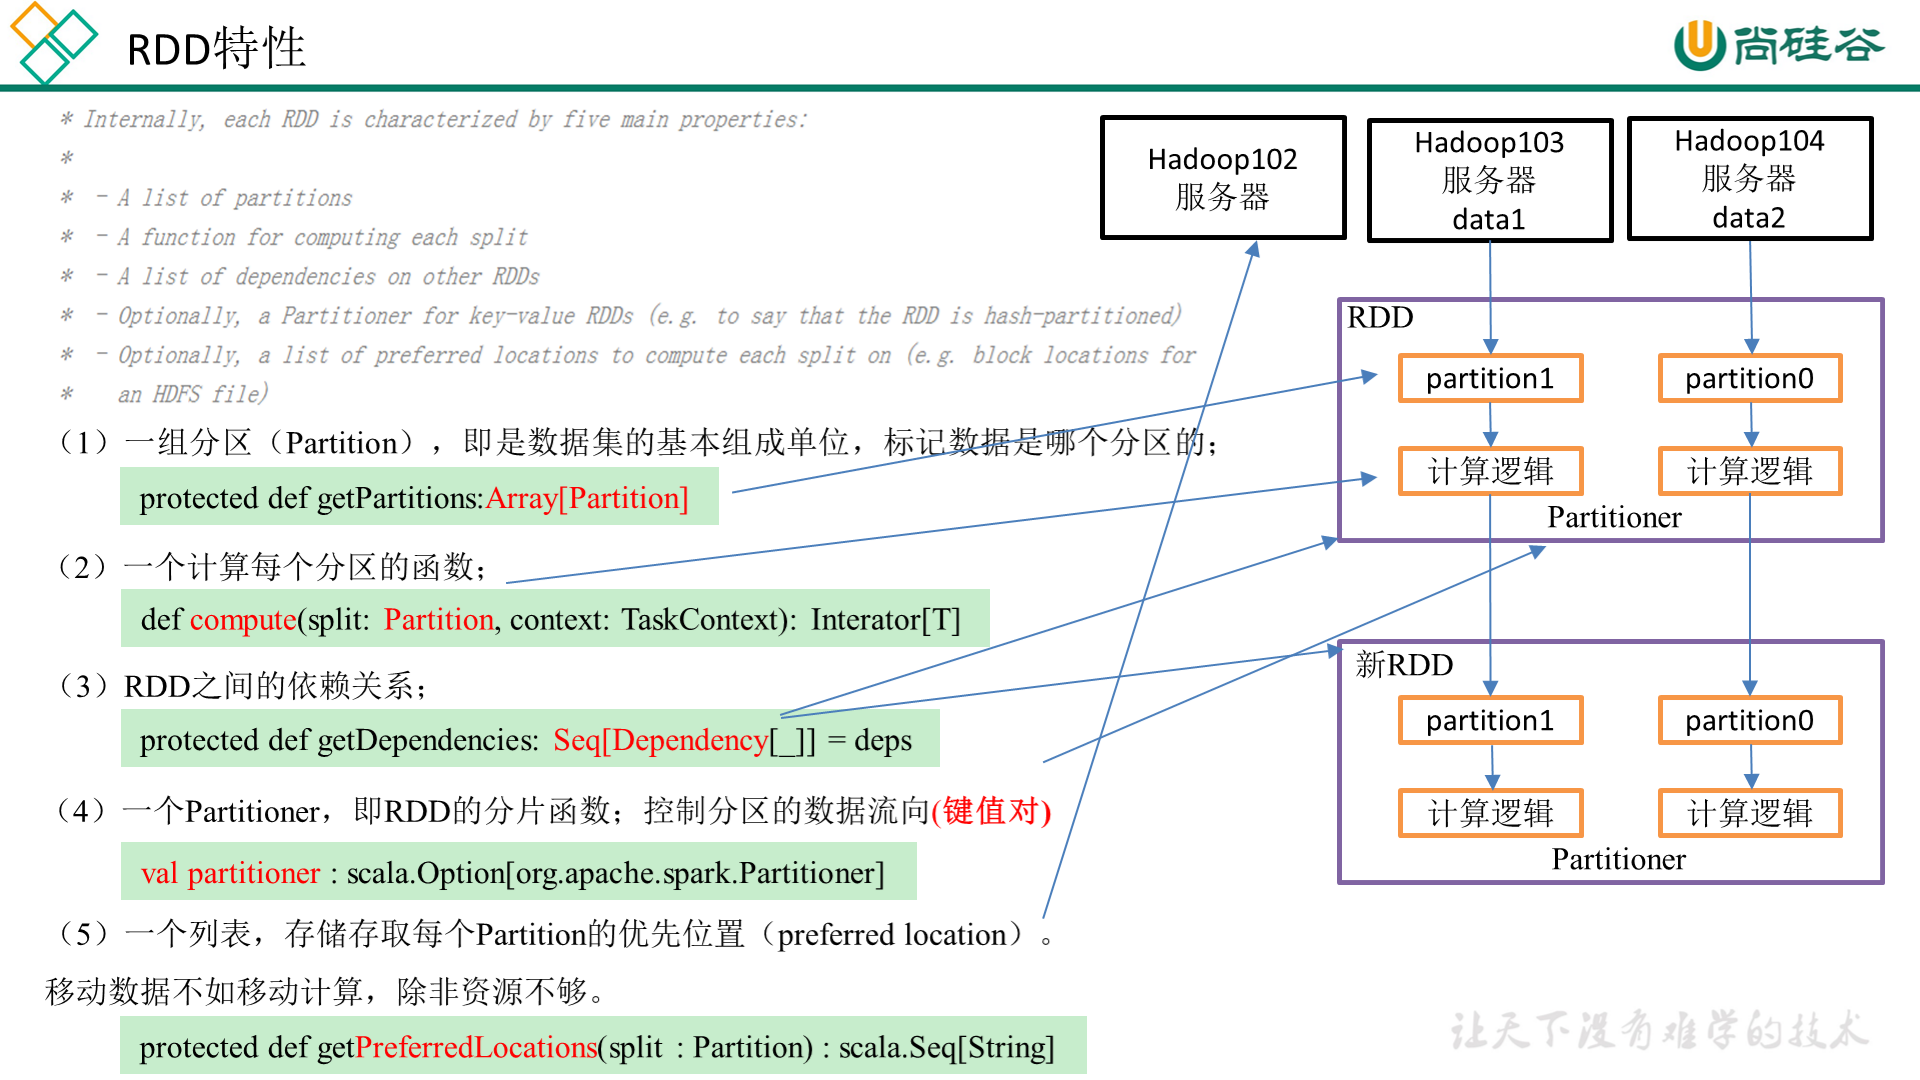 RDD特性
尚硅谷
* Internally, each RDD is characterized by five main properties:
*
* - A list of partitions
* - A function for computing each split
* - A list of dependencies on other RDDs
* - Optionally, a Partitioner for key-value RDDs (e.g. to say that the RDD is hash-partitioned)
* - Optionally, a list of preferred locations to compute each split on (e.g. block locations for
* an HDFS file)
（1）一组分区（Partition），即是数据集的基本组成单位，标记数据是哪个分区的；
protected def getPartitions:Array[Partition]
（2）一个计算每个分区的函数；
def compute(split: Partition, context: TaskContext): Interator[T]
（3）RDD之间的依赖关系；
protected def getDependencies: Seq[Dependency[_]] = deps
（4）一个Partitioner，即RDD的分片函数；控制分区的数据流向(键值对)
val partitioner : scala.Option[org.apache.spark.Partitioner]
（5）一个列表，存储存取每个Partition的优先位置（preferred location）。
移动数据不如移动计算，除非资源不够。
protected def getPreferredLocations(split : Partition) : scala.Seq[String]
Hadoop102
服务器
Hadoop103
服务器
data1
Hadoop104
服务器
data2
RDD
partition1
partition0
计算逻辑
计算逻辑
Partitioner
新RDD
partition1
partition0
计算逻辑
计算逻辑
Partitioner
让天下没有难学的技术